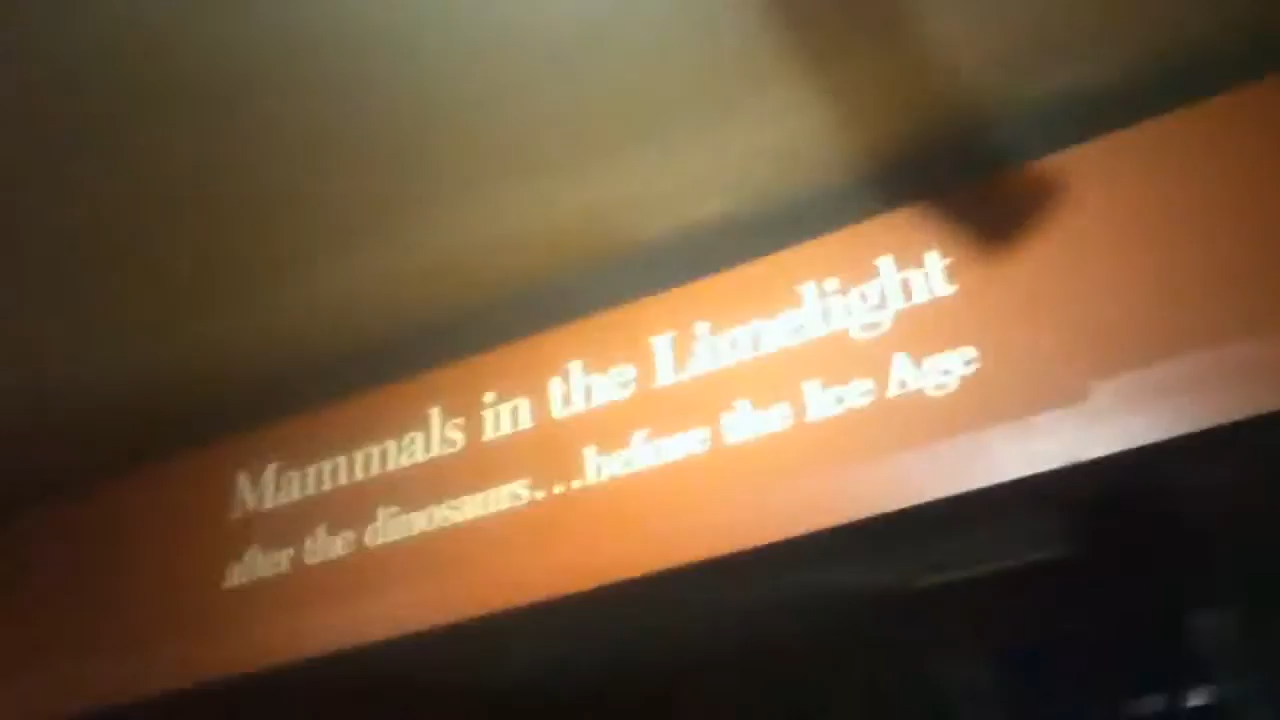 Mammals in the Limelight
after the dinosaurs...before the Ice Age